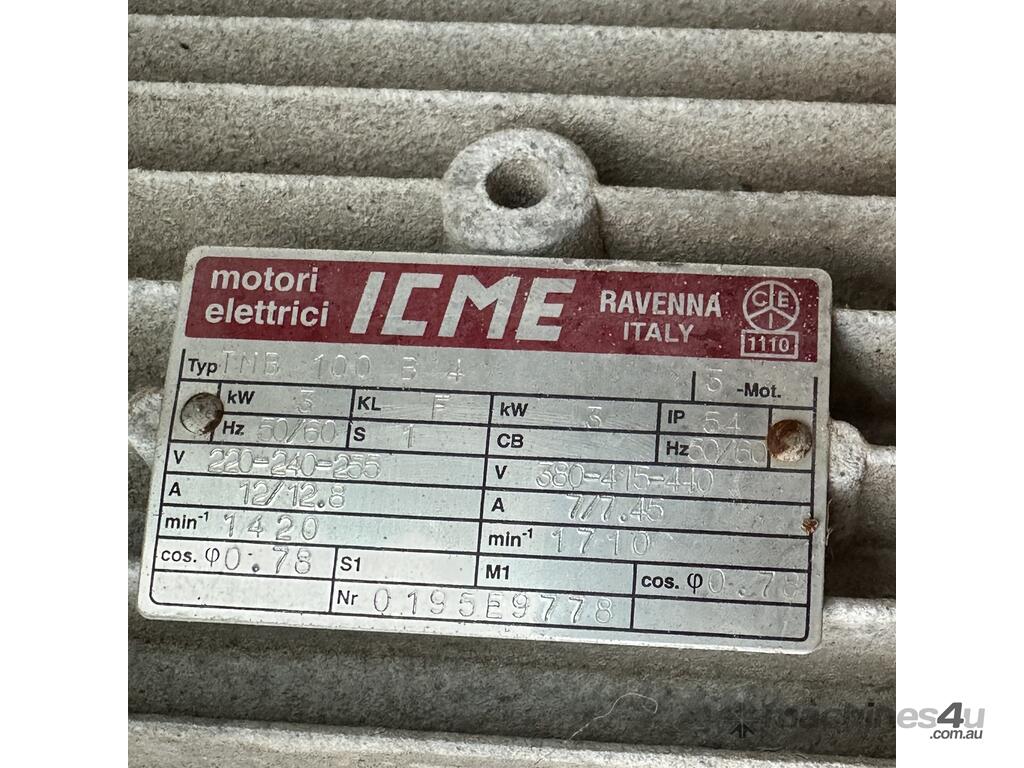 motori elettrici ICME RAVENNA ITALY C E I 1110
Typ TNB 100 B 4 3 -Mot.
kW 3 KL F kW 3 IP 54
Hz 50/60 S 1 CB Hz 50/60
V 220-240-255 V 380-415-440
A 12/12.8 A 7/7.45
min-1 1420 min-1 1710
cos. φ 0.78 S1 M1 cos. φ 0.78
Nr 0195E9778
machines4u
.com.au